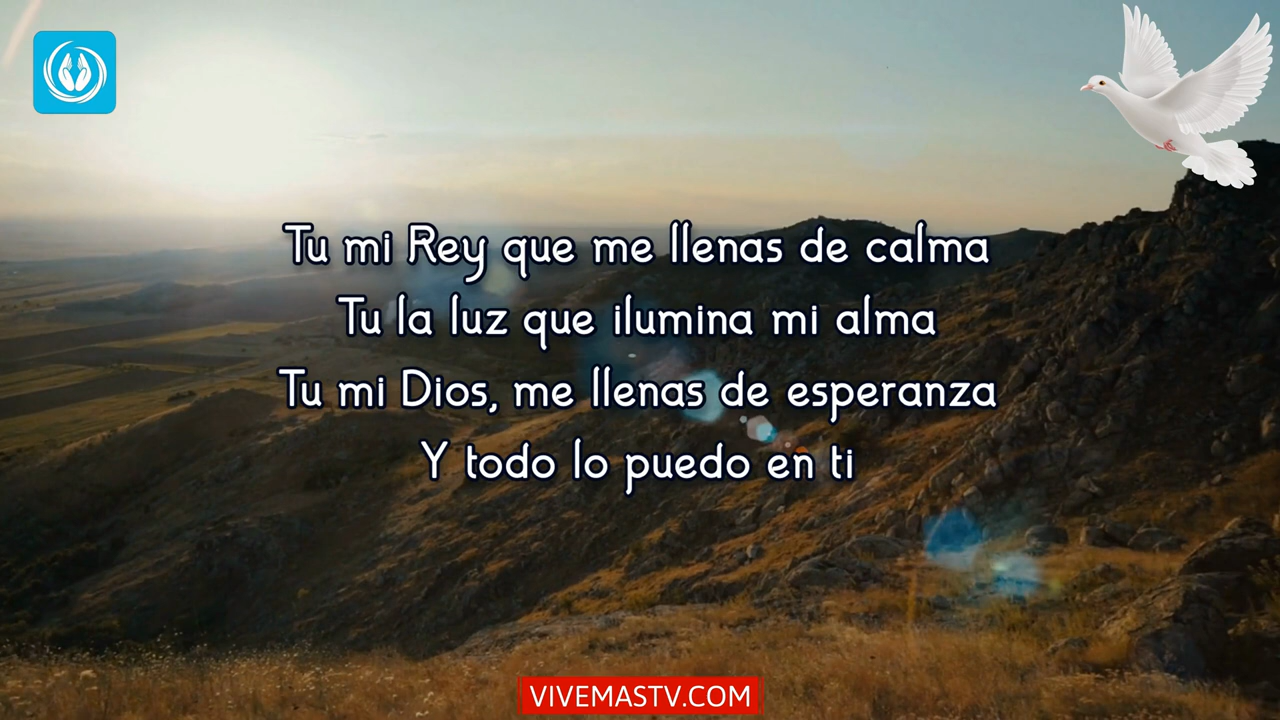 Tu mi Rey que me llenas de calma
Tu la luz que ilumina mi alma
Tu mi Dios, me llenas de esperanza
Y todo lo puedo en ti
VIVEMASTV.COM